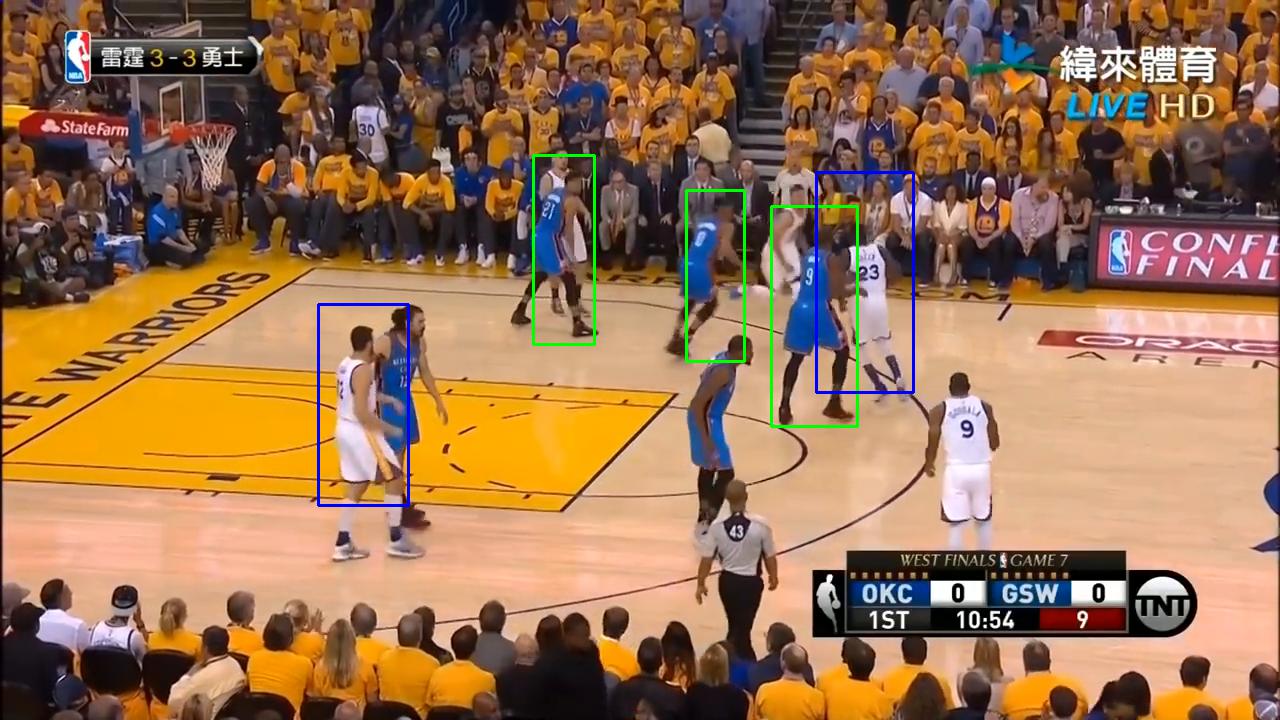 雷霆 3 - 3 勇士
NBA
緯來體育
LIVE HD
StateFarm
30
21
0
9
23
12
CONFE
FINAL
ORAC
AREN
WARRIORS
IGUODALA
9
43
WEST FINALS GAME 7
OKC 0 GSW 0
1ST 10:54 9
TNT